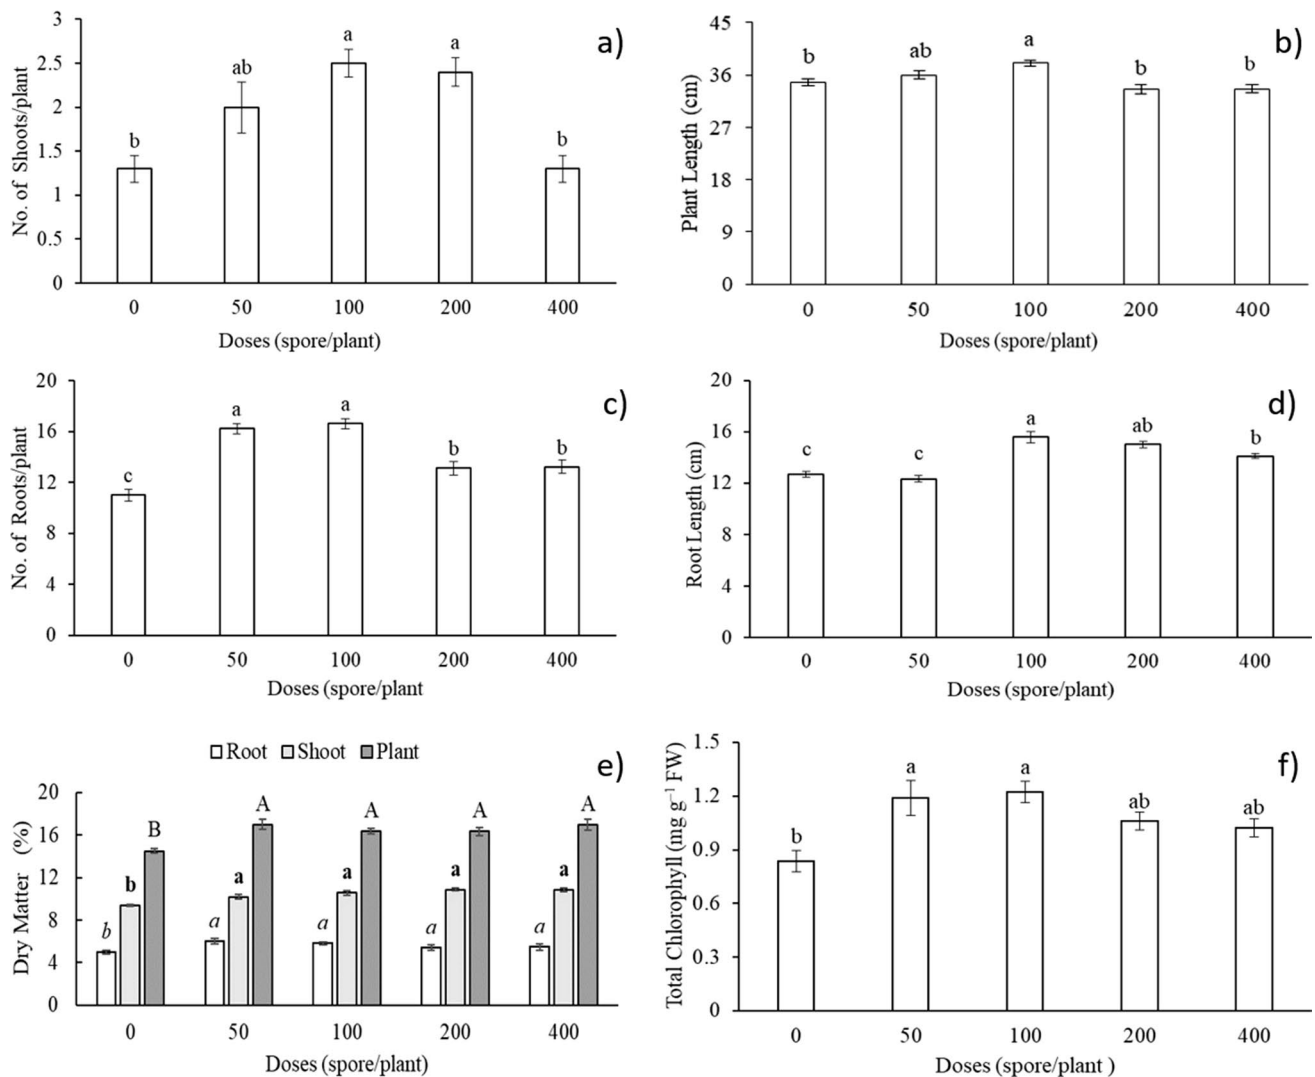 a)
No. of Shoots/plant
3
2.5
2
1.5
1
0.5
0
b
ab
a
a
b
0 50 100 200 400
Doses (spore/plant)
b)
Plant Length (cm)
45
36
27
18
9
0
b
ab
a
b
b
0 50 100 200 400
Doses (spore/plant)
c)
No. of Roots/plant
20
16
12
8
4
0
c
a
a
b
b
0 50 100 200 400
Doses (spore/plant
d)
Root Length (cm)
20
16
12
8
4
0
c
c
a
ab
b
0 50 100 200 400
Doses (spore/plant)
e)
Root Shoot Plant
Dry Matter (%)
20
16
12
8
4
0
b b B
a a A
a a A
a a A
a a A
0 50 100 200 400
Doses (spore/plant)
f)
Total Chlorophyll (mg g⁻¹ FW)
1.5
1.2
0.9
0.6
0.3
0
b
a
a
ab
ab
0 50 100 200 400
Doses (spore/plant )